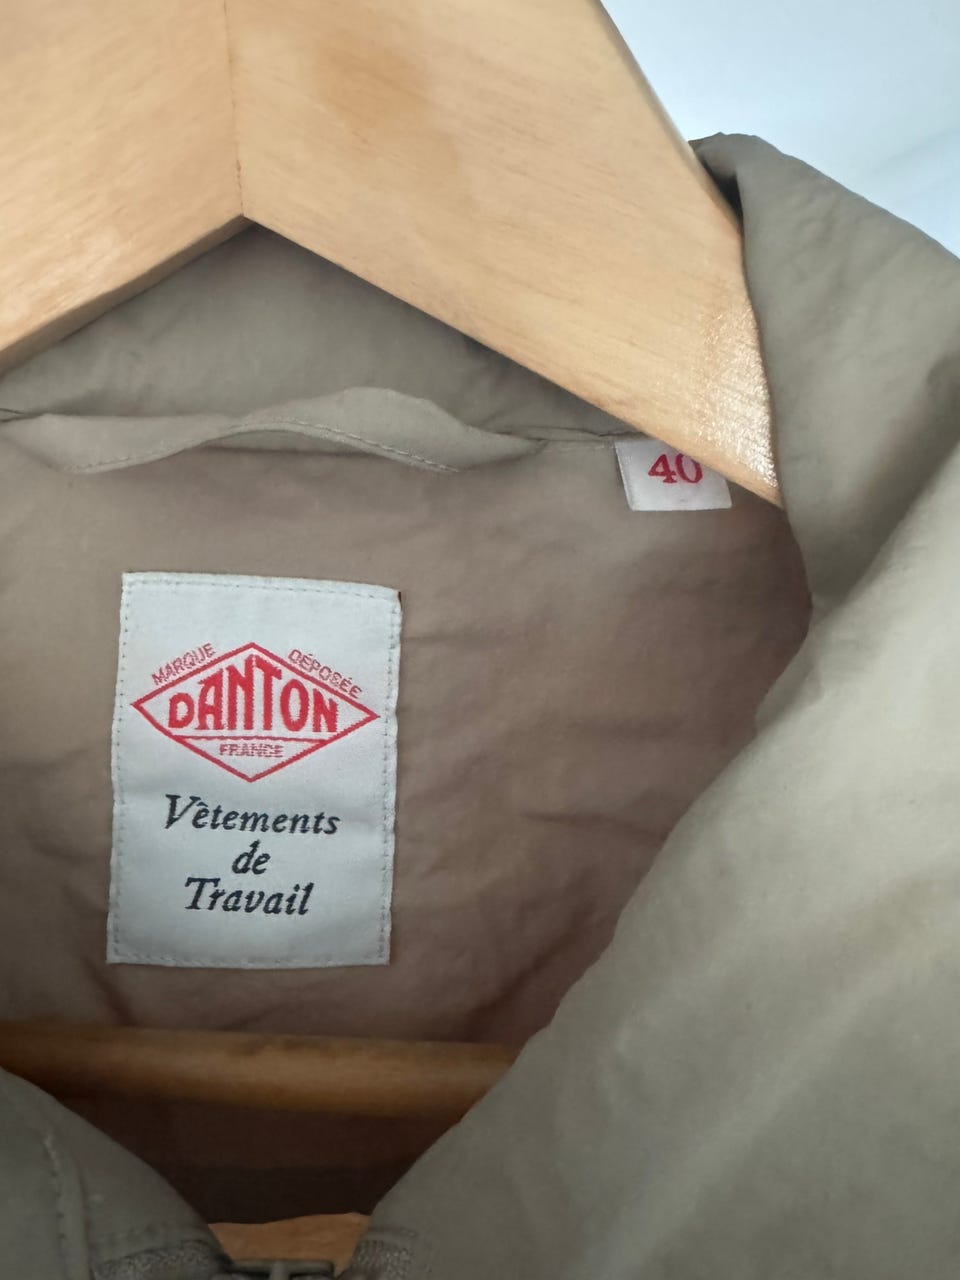 40
MARQUE DÉPOSÉE
DANTON
FRANCE
Vêtements
de
Travail